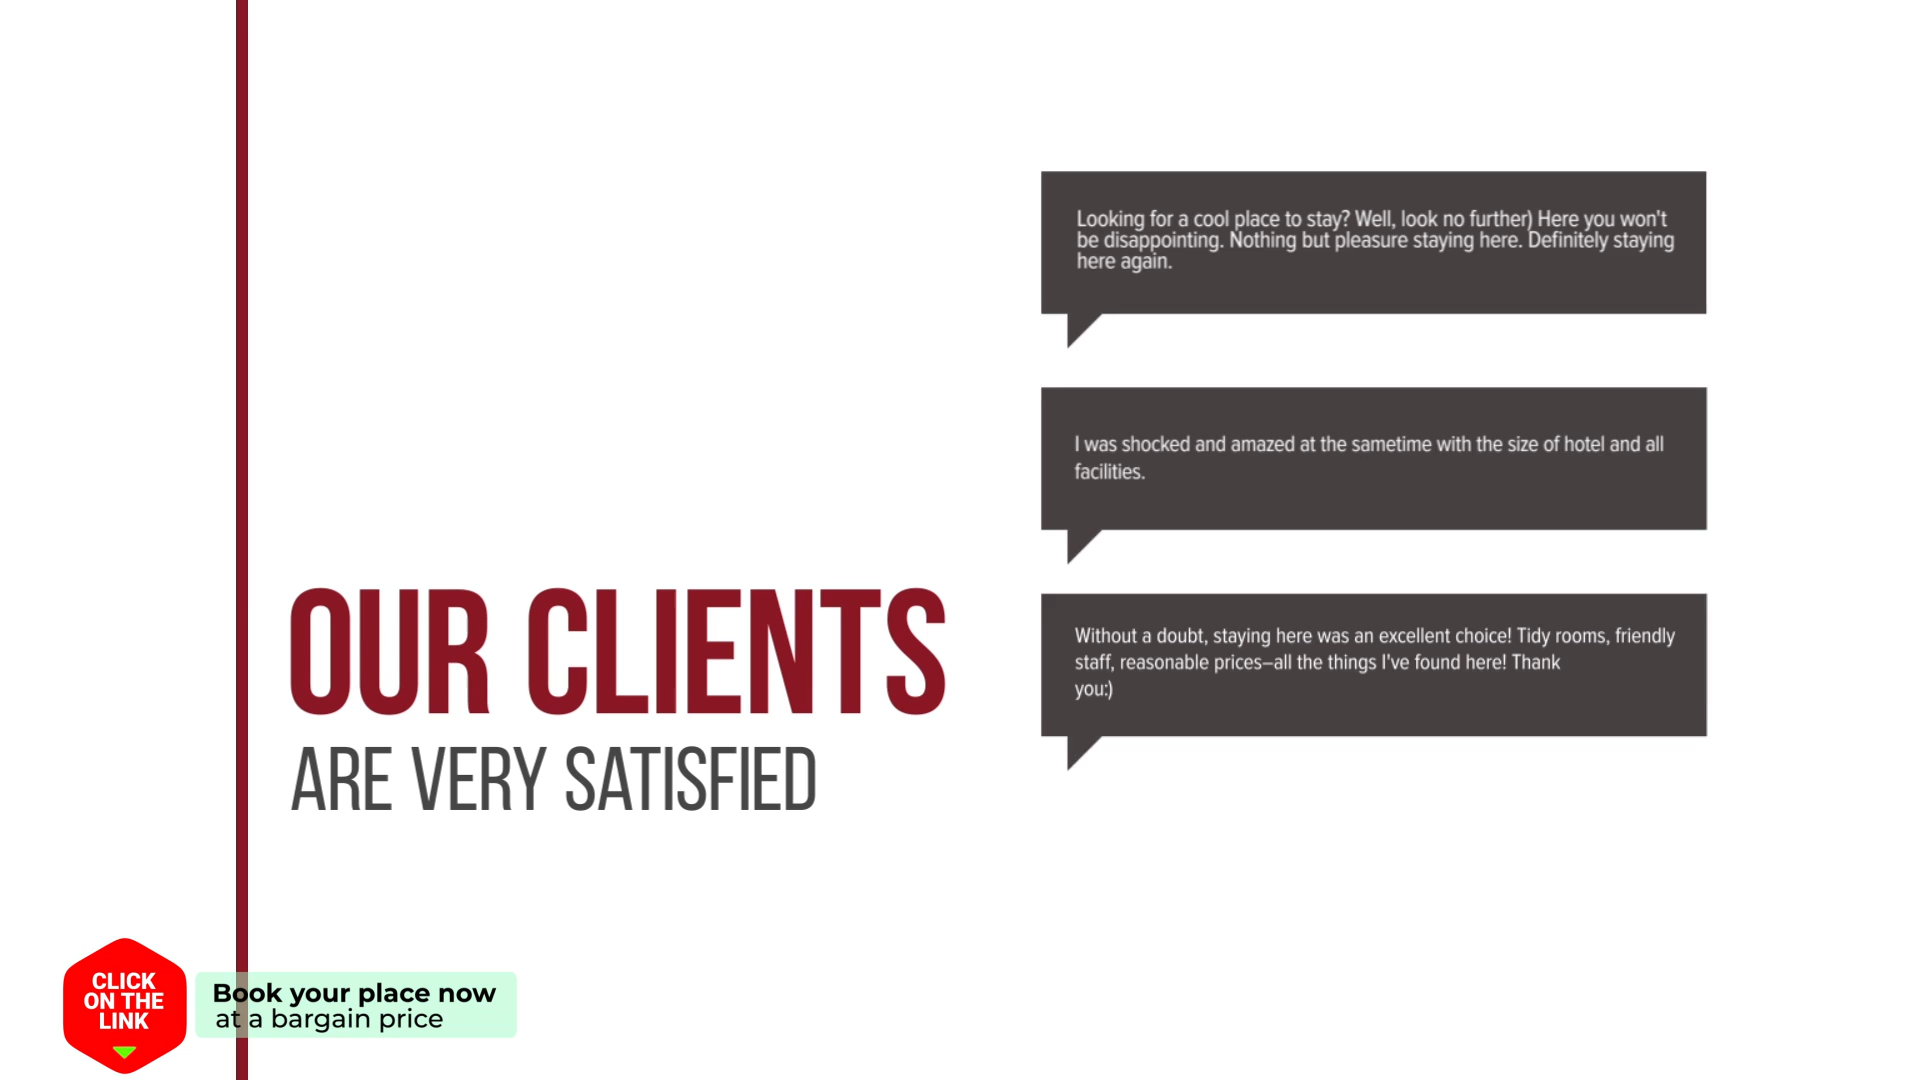 Looking for a cool place to stay? Well, look no further) Here you won't
be disappointing. Nothing but pleasure staying here. Definitely staying
here again.
I was shocked and amazed at the sametime with the size of hotel and all
facilities.
Without a doubt, staying here was an excellent choice! Tidy rooms, friendly
staff, reasonable prices–all the things I've found here! Thank
you:)
OUR CLIENTS
ARE VERY SATISFIED
CLICK
ON THE
LINK
Book your place now
at a bargain price